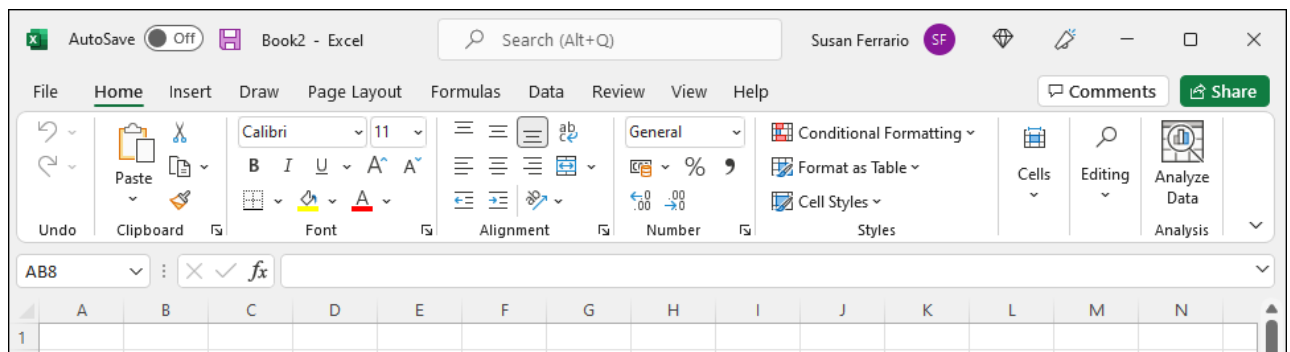 AutoSave Off Book2 - Excel Search (Alt+Q) Susan Ferrario SF
File Home Insert Draw Page Layout Formulas Data Review View Help Comments Share
Calibri 11 ab General Conditional Formatting
Paste B I U A A % Format as Table Cells Editing Analyze Data
A Cell Styles
Undo Clipboard Font Alignment Number Styles Analysis
AB8 fx
A B C D E F G H I J K L M N
1